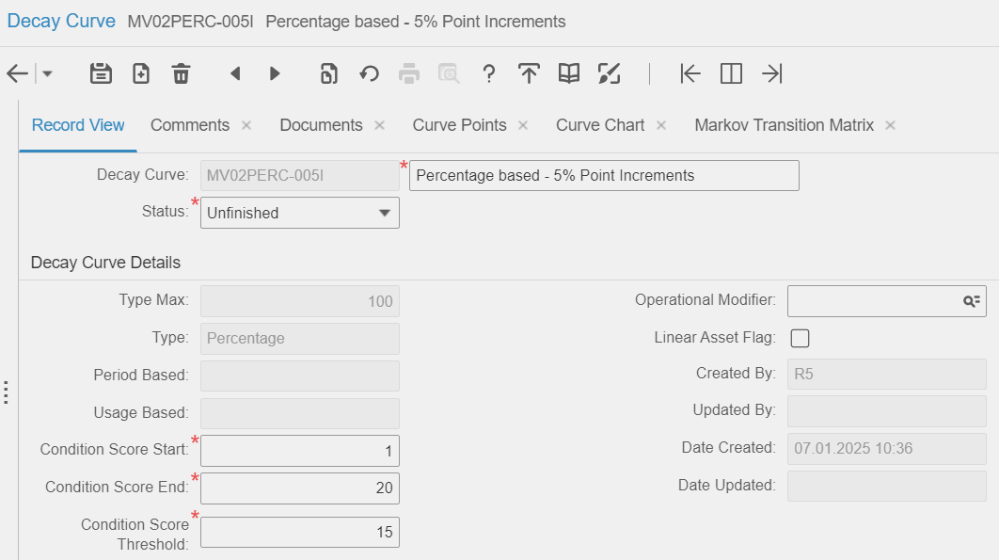 Decay Curve MV02PERC-005I Percentage based - 5% Point Increments
Record View Comments Documents Curve Points Curve Chart Markov Transition Matrix
Decay Curve: MV02PERC-005I * Percentage based - 5% Point Increments
Status: * Unfinished
Decay Curve Details
Type Max: 100 Operational Modifier:
Type: Percentage Linear Asset Flag:
Period Based: Created By: R5
Usage Based: Updated By:
Condition Score Start: * 1 Date Created: 07.01.2025 10:36
Condition Score End: * 20 Date Updated:
Condition Score * 15
Threshold: